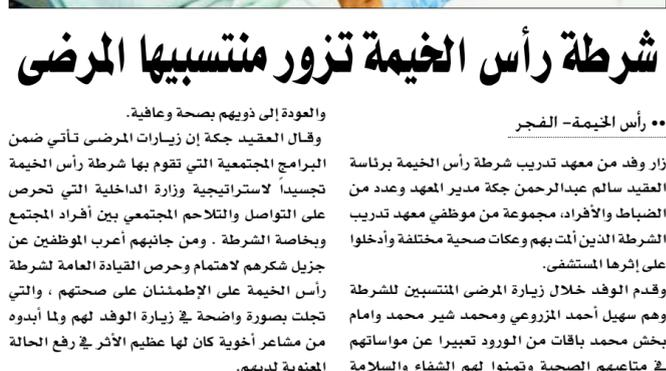 شرطة رأس الخيمة تزور منتسبيها المرضى
•• رأس الخيمة- الفجر
زار وفد من معهد تدريب شرطة رأس الخيمة برئاسة
العقيد سالم عبدالرحمن جكة مدير المعهد وعدد من
الضباط والأفراد، مجموعة من موظفي معهد تدريب
الشرطة الذين ألمت بهم وعكات صحية مختلفة وأدخلوا
على إثرها المستشفى.
وقدم الوفد خلال زيارة المرضى المنتسبين للشرطة
وهم سهيل أحمد المزروعي ومحمد شير محمد وامام
بخش محمد باقات من الورود تعبيرا عن مواساتهم
في متاعبهم الصحية وتمنوا لهم الشفاء والسلامة
والعودة إلى ذويهم بصحة وعافية.
وقال العقيد جكة إن زيارات المرضى تأتي ضمن
البرامج المجتمعية التي تقوم بها شرطة رأس الخيمة
تجسيداً لاستراتيجية وزارة الداخلية التي تحرص
على التواصل والتلاحم المجتمعي بين أفراد المجتمع
وبخاصة الشرطة . ومن جانبهم أعرب الموظفين عن
جزيل شكرهم لاهتمام وحرص القيادة العامة لشرطة
رأس الخيمة على الإطمئنان على صحتهم ، والتي
تجلت بصورة واضحة في زيارة الوفد لهم ولما أبدوه
من مشاعر أخوية كان لها عظيم الأثر في رفع الحالة
المعنوية لديهم.